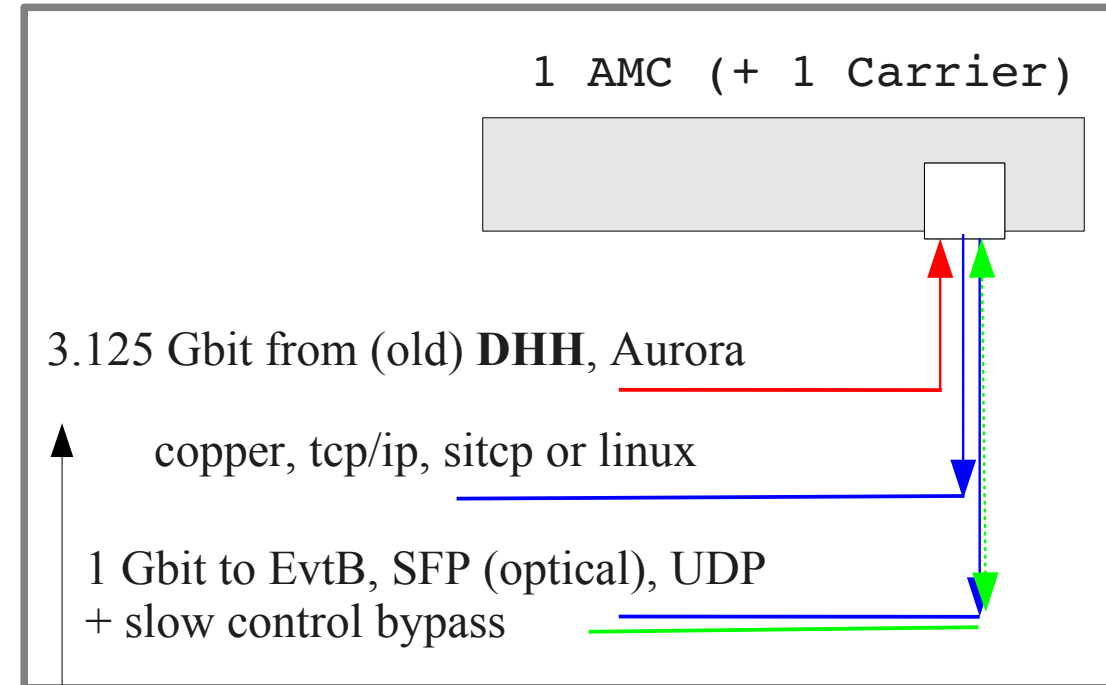 1 AMC (+ 1 Carrier)
3.125 Gbit from (old) DHH, Aurora
copper, tcp/ip, sitcp or linux
1 Gbit to EvtB, SFP (optical), UDP
+ slow control bypass